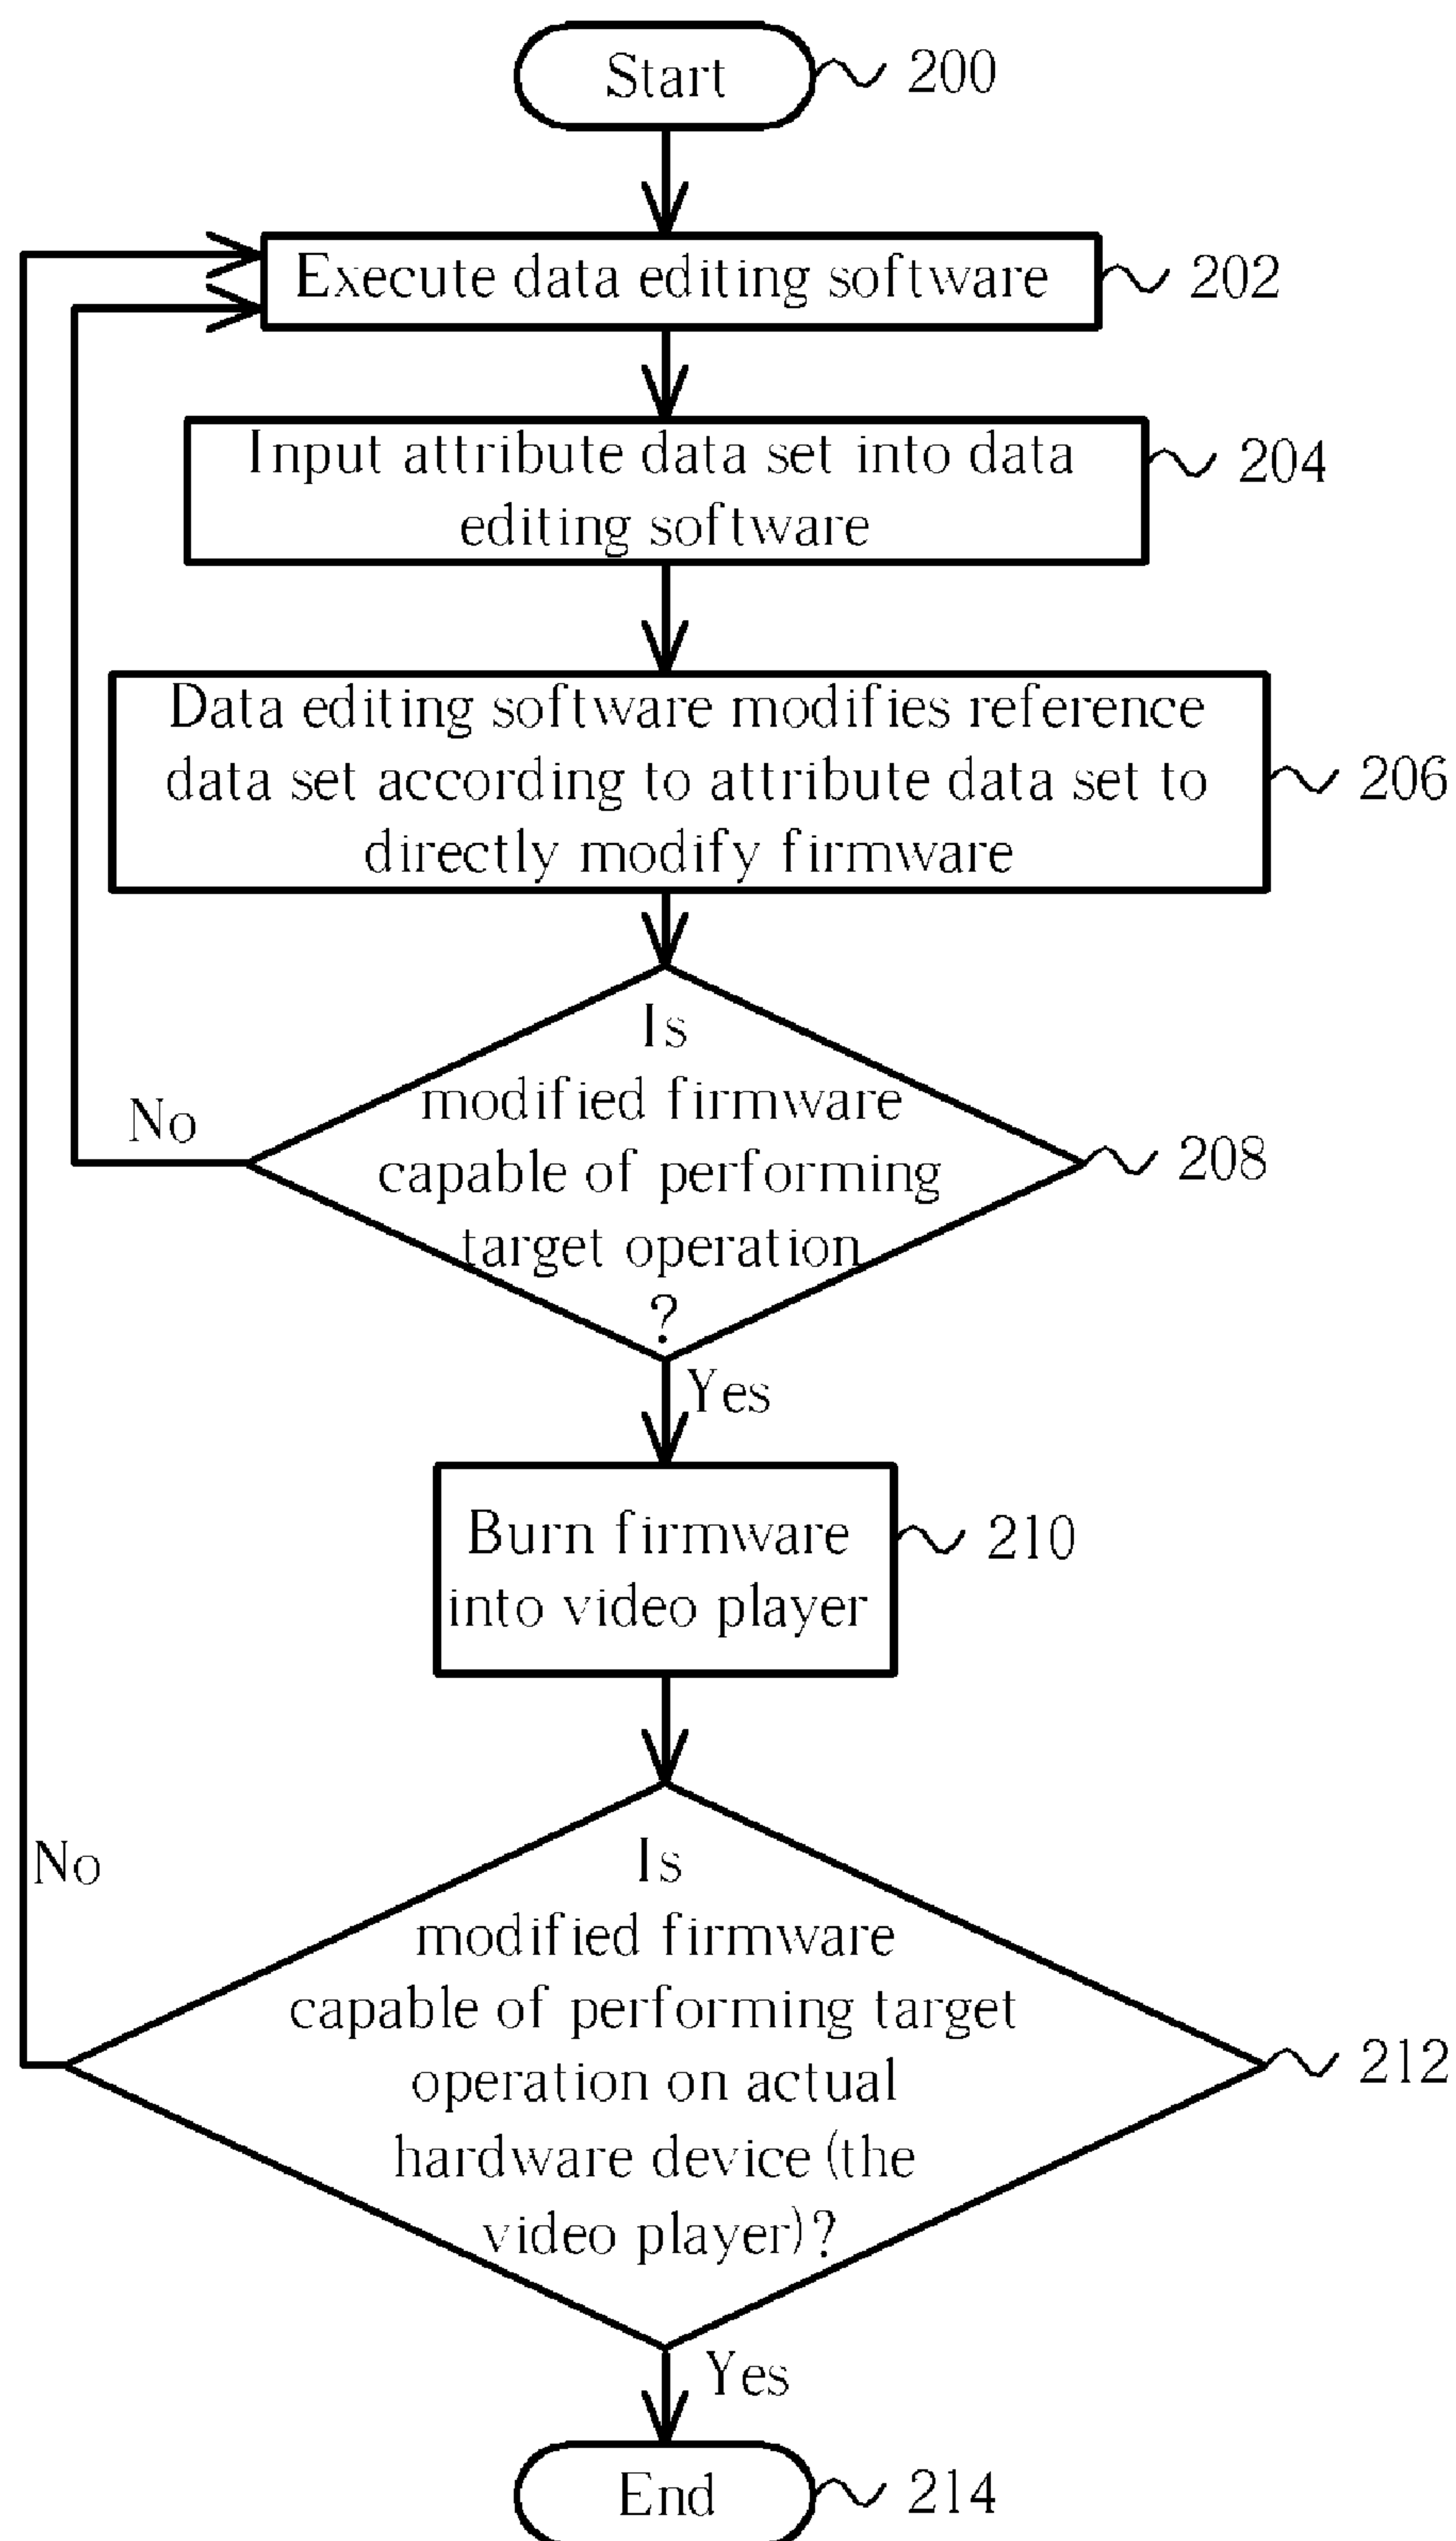 Start
200
Execute data editing software
202
Input attribute data set into data
editing software
204
Data editing software modifies reference
data set according to attribute data set to
directly modify firmware
206
Is
modified firmware
capable of performing
target operation
?
208
No
Yes
Burn firmware
into video player
210
Is
modified firmware
capable of performing target
operation on actual
hardware device (the
video player)?
212
No
Yes
End
214